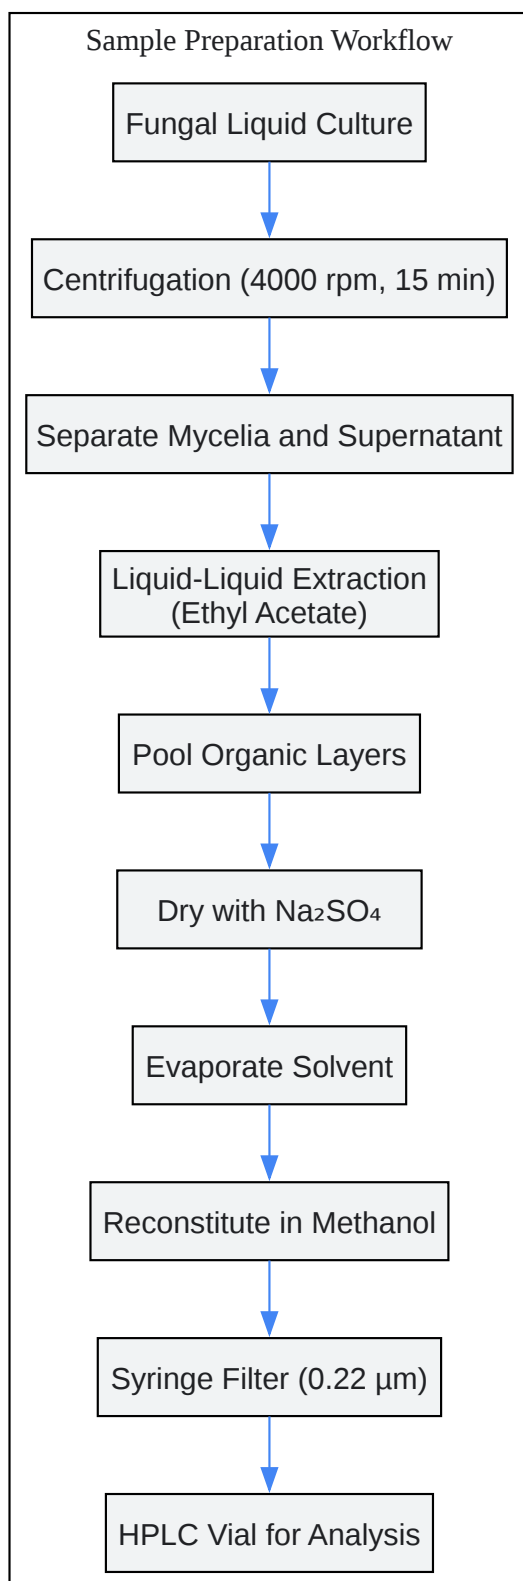 Sample Preparation Workflow
Fungal Liquid Culture
Centrifugation (4000 rpm, 15 min)
Separate Mycelia and Supernatant
Liquid-Liquid Extraction
(Ethyl Acetate)
Pool Organic Layers
Dry with Na₂SO₄
Evaporate Solvent
Reconstitute in Methanol
Syringe Filter (0.22 µm)
HPLC Vial for Analysis